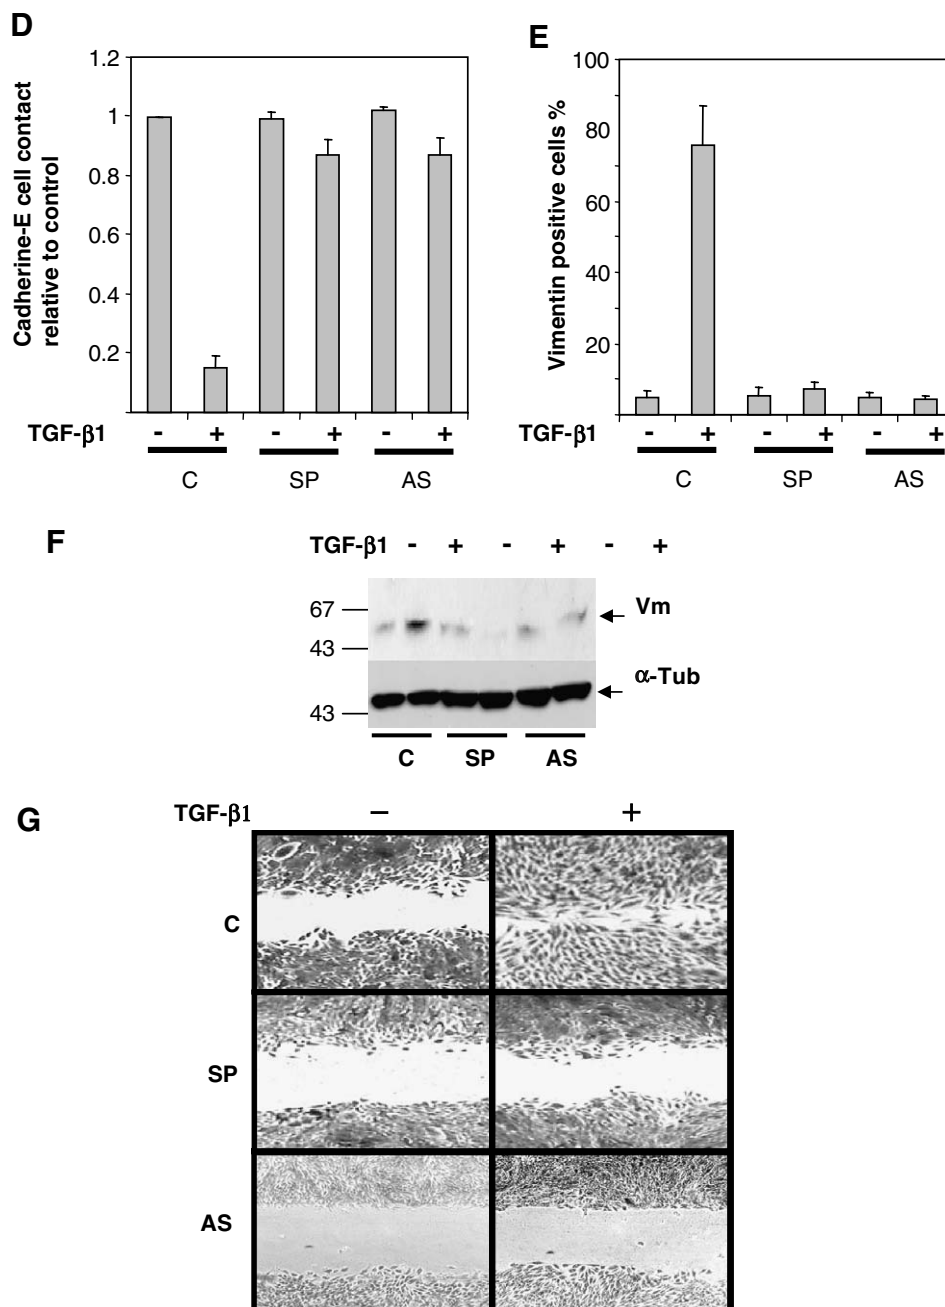 D
Cadherine-E cell contact
relative to control
1.2
1
0.8
0.6
0.4
0.2
TGF-β1 - + - + - +
C SP AS
E
Vimentin positive cells %
100
80
60
40
20
TGF-β1 - + - + - +
C SP AS
F
TGF-β1 - + - + - +
67
43
Vm
α-Tub
43
C SP AS
G
TGF-β1 − +
C
SP
AS